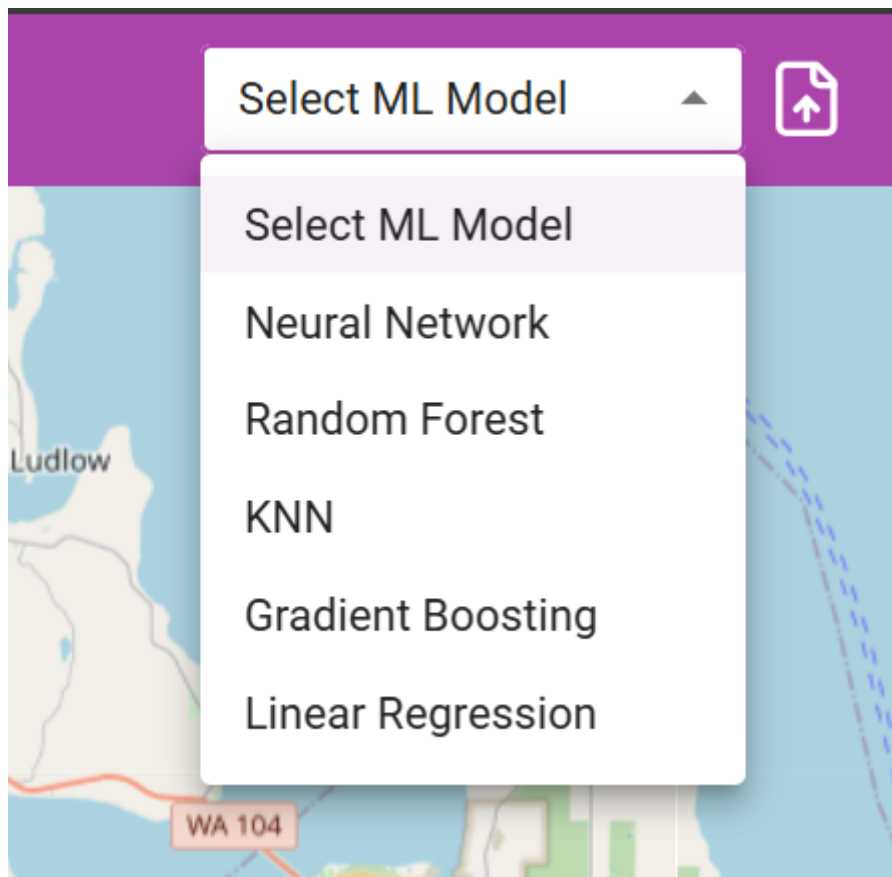 Select ML Model
Select ML Model
Neural Network
Random Forest
Ludlow
KNN
Gradient Boosting
Linear Regression
WA 104